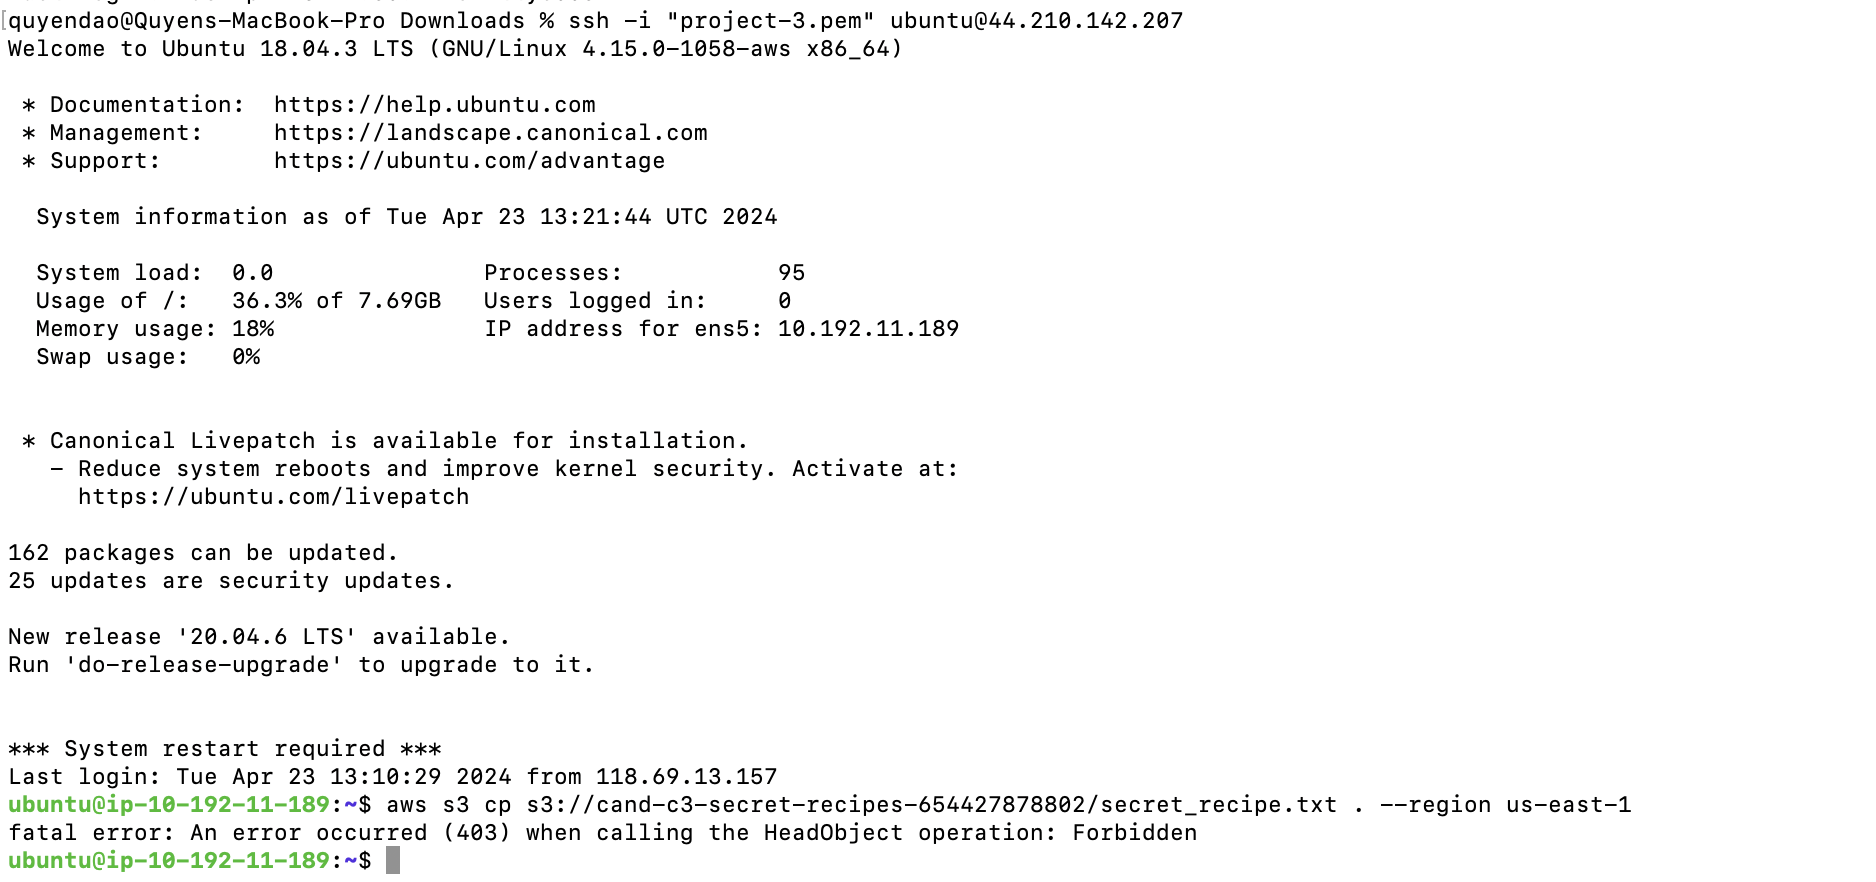 quyendao@Quyens-MacBook-Pro Downloads % ssh -i "project-3.pem" ubuntu@44.210.142.207
Welcome to Ubuntu 18.04.3 LTS (GNU/Linux 4.15.0-1058-aws x86_64)
* Documentation:  https://help.ubuntu.com
* Management:     https://landscape.canonical.com
* Support:        https://ubuntu.com/advantage
System information as of Tue Apr 23 13:21:44 UTC 2024
System load:  0.0               Processes:           95
Usage of /:   36.3% of 7.69GB   Users logged in:     0
Memory usage: 18%               IP address for ens5: 10.192.11.189
Swap usage:   0%
* Canonical Livepatch is available for installation.
- Reduce system reboots and improve kernel security. Activate at:
https://ubuntu.com/livepatch
162 packages can be updated.
25 updates are security updates.
New release '20.04.6 LTS' available.
Run 'do-release-upgrade' to upgrade to it.
*** System restart required ***
Last login: Tue Apr 23 13:10:29 2024 from 118.69.13.157
ubuntu@ip-10-192-11-189:~$ aws s3 cp s3://cand-c3-secret-recipes-654427878802/secret_recipe.txt . --region us-east-1
fatal error: An error occurred (403) when calling the HeadObject operation: Forbidden
ubuntu@ip-10-192-11-189:~$